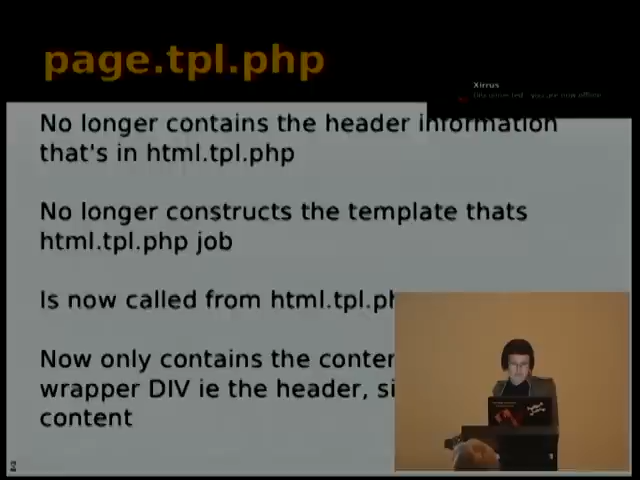 page.tpl.php
Xirrus
No longer contains the header information
that's in html.tpl.php
No longer constructs the template thats
html.tpl.php job
Is now called from html.tpl.ph
Now only contains the conten
wrapper DIV ie the header, si
content